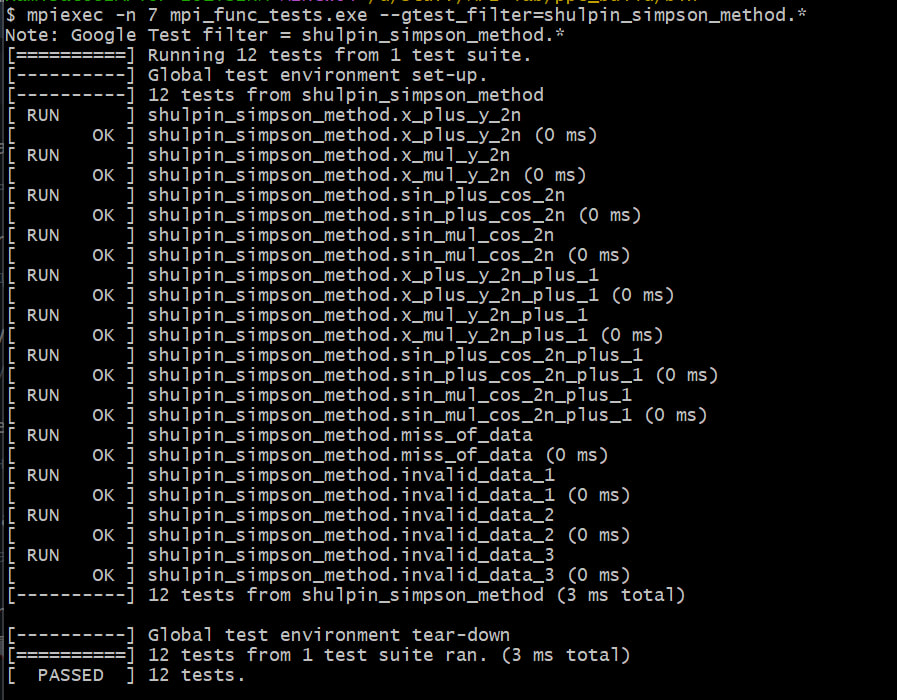 $ mpiexec -n 7 mpi_func_tests.exe --gtest_filter=shulpin_simpson_method.*
Note: Google Test filter = shulpin_simpson_method.*
[==========] Running 12 tests from 1 test suite.
[----------] Global test environment set-up.
[----------] 12 tests from shulpin_simpson_method
[ RUN      ] shulpin_simpson_method.x_plus_y_2n
[       OK ] shulpin_simpson_method.x_plus_y_2n (0 ms)
[ RUN      ] shulpin_simpson_method.x_mul_y_2n
[       OK ] shulpin_simpson_method.x_mul_y_2n (0 ms)
[ RUN      ] shulpin_simpson_method.sin_plus_cos_2n
[       OK ] shulpin_simpson_method.sin_plus_cos_2n (0 ms)
[ RUN      ] shulpin_simpson_method.sin_mul_cos_2n
[       OK ] shulpin_simpson_method.sin_mul_cos_2n (0 ms)
[ RUN      ] shulpin_simpson_method.x_plus_y_2n_plus_1
[       OK ] shulpin_simpson_method.x_plus_y_2n_plus_1 (0 ms)
[ RUN      ] shulpin_simpson_method.x_mul_y_2n_plus_1
[       OK ] shulpin_simpson_method.x_mul_y_2n_plus_1 (0 ms)
[ RUN      ] shulpin_simpson_method.sin_plus_cos_2n_plus_1
[       OK ] shulpin_simpson_method.sin_plus_cos_2n_plus_1 (0 ms)
[ RUN      ] shulpin_simpson_method.sin_mul_cos_2n_plus_1
[       OK ] shulpin_simpson_method.sin_mul_cos_2n_plus_1 (0 ms)
[ RUN      ] shulpin_simpson_method.miss_of_data
[       OK ] shulpin_simpson_method.miss_of_data (0 ms)
[ RUN      ] shulpin_simpson_method.invalid_data_1
[       OK ] shulpin_simpson_method.invalid_data_1 (0 ms)
[ RUN      ] shulpin_simpson_method.invalid_data_2
[       OK ] shulpin_simpson_method.invalid_data_2 (0 ms)
[ RUN      ] shulpin_simpson_method.invalid_data_3
[       OK ] shulpin_simpson_method.invalid_data_3 (0 ms)
[----------] 12 tests from shulpin_simpson_method (3 ms total)
[----------] Global test environment tear-down
[==========] 12 tests from 1 test suite ran. (3 ms total)
[  PASSED  ] 12 tests.